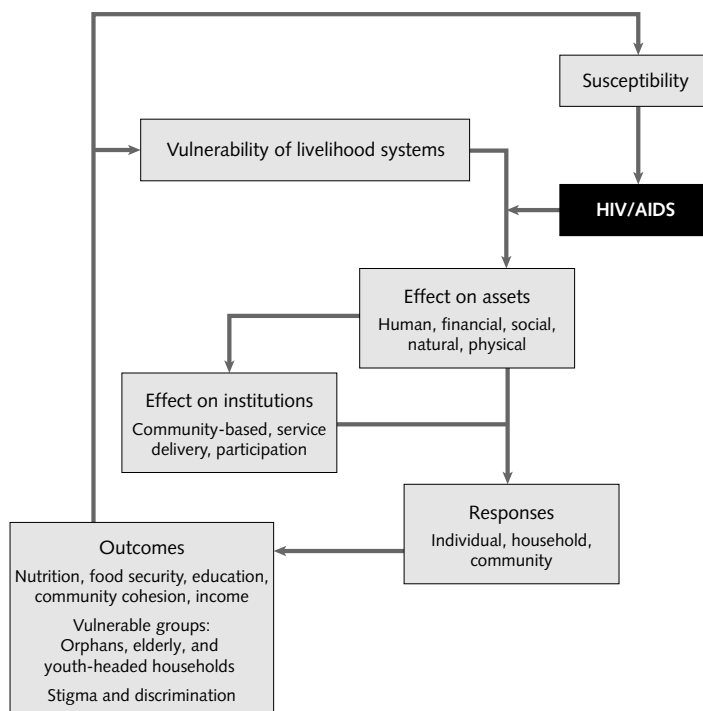 Susceptibility
Vulnerability of livelihood systems
HIV/AIDS
Effect on assets
Human, financial, social,
natural, physical
Effect on institutions
Community-based, service
delivery, participation
Responses
Individual, household,
community
Outcomes
Nutrition, food security, education,
community cohesion, income
Vulnerable groups:
Orphans, elderly, and
youth-headed households
Stigma and discrimination